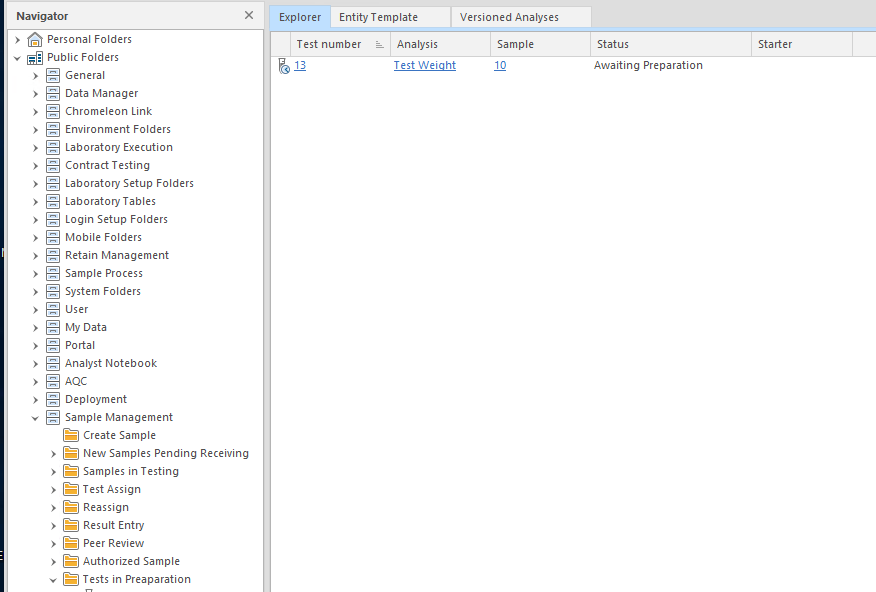 Navigator
Personal Folders
Public Folders
General
Data Manager
Chromeleon Link
Environment Folders
Laboratory Execution
Contract Testing
Laboratory Setup Folders
Laboratory Tables
Login Setup Folders
Mobile Folders
Retain Management
Sample Process
System Folders
User
My Data
Portal
Analyst Notebook
AQC
Deployment
Sample Management
Create Sample
New Samples Pending Receiving
Samples in Testing
Test Assign
Reassign
Result Entry
Peer Review
Authorized Sample
Tests in Preaparation
Explorer Entity Template Versioned Analyses
Test number Analysis Sample Status Starter
13 Test Weight 10 Awaiting Preparation